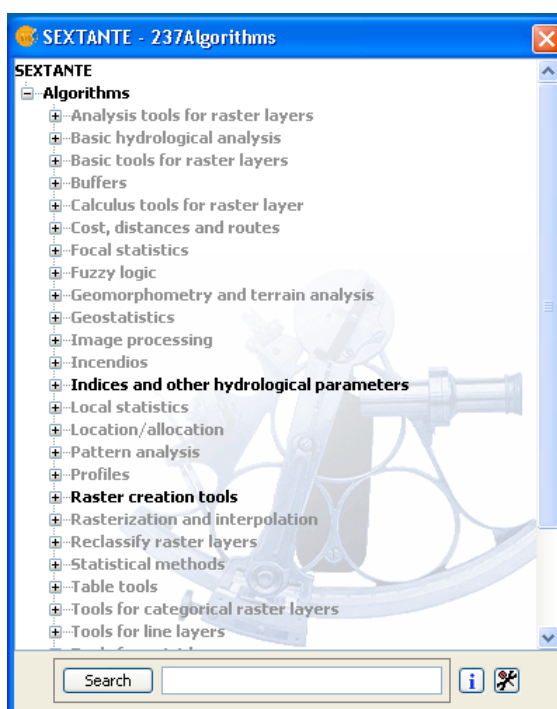 SEXTANTE - 237Algorithms
SEXTANTE
Algorithms
Analysis tools for raster layers
Basic hydrological analysis
Basic tools for raster layers
Buffers
Calculus tools for raster layer
Cost, distances and routes
Focal statistics
Fuzzy logic
Geomorphometry and terrain analysis
Geostatistics
Image processing
Incendios
Indices and other hydrological parameters
Local statistics
Location/allocation
Pattern analysis
Profiles
Raster creation tools
Rasterization and interpolation
Reclassify raster layers
Statistical methods
Table tools
Tools for categorical raster layers
Tools for line layers
Search